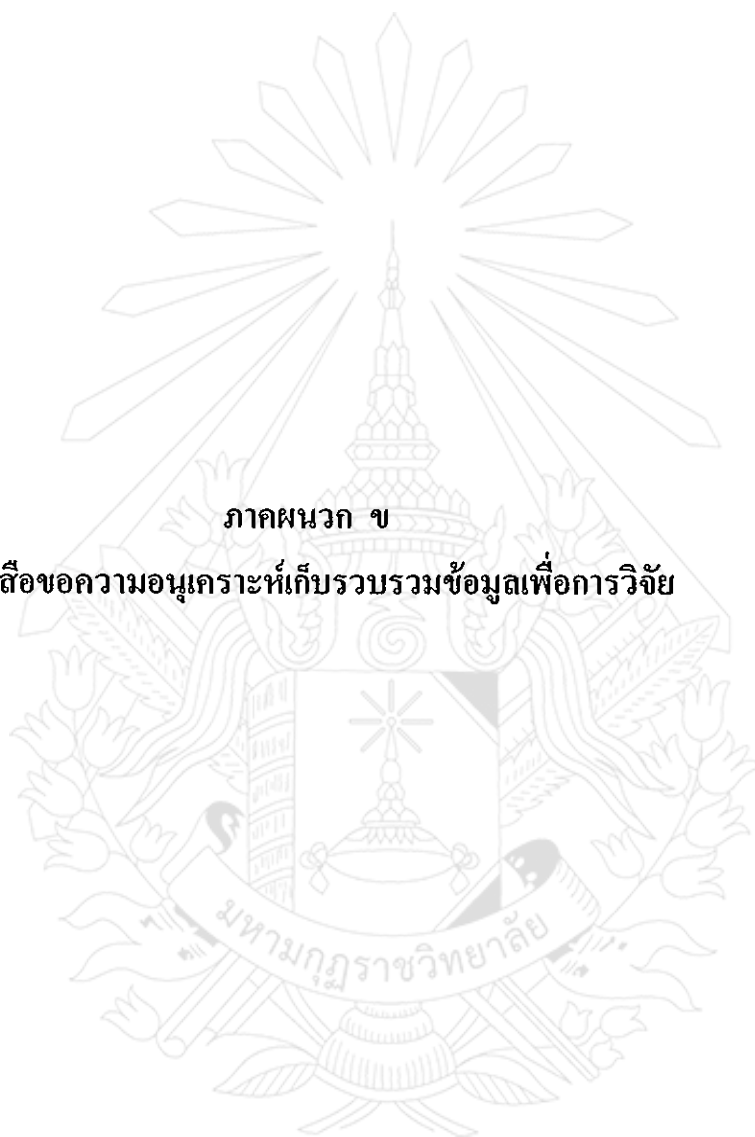 ภาคผนวก ข
สือขอความอนุเคราะห์เก็บรวบรวมข้อมูลเพื่อการวิจัย
มหามกุฏราชวิทยาลัย